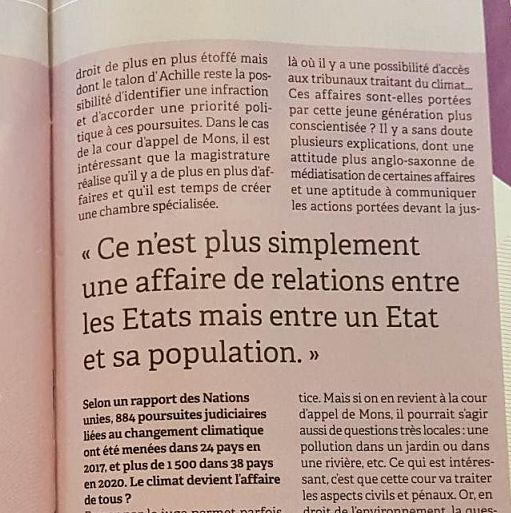 droit de plus en plus étoffé mais
dont le talon d'Achille reste la pos-
sibilité d'identifier une infraction
et d'accorder une priorité poli-
tique à ces poursuites. Dans le cas
de la cour d'appel de Mons, il est
intéressant que la magistrature
réalise qu'il y a de plus en plus d'af-
faires et qu'il est temps de créer
une chambre spécialisée.
« Ce n'est plus simplement
une affaire de relations entre
les Etats mais entre un Etat
et sa population. »
Selon un rapport des Nations
unies, 884 poursuites judiciaires
liées au changement climatique
ont été menées dans 24 pays en
2017, et plus de 1 500 dans 38 pays
en 2020. Le climat devient l'affaire
de tous ?
là où il y a une possibilité d'accès
aux tribunaux traitant du climat...
Ces affaires sont-elles portées
par cette jeune génération plus
conscientisée ? Il y a sans doute
plusieurs explications, dont une
attitude plus anglo-saxonne de
médiatisation de certaines affaires
et une aptitude à communiquer
les actions portées devant la jus-
tice. Mais si on en revient à la cour
d'appel de Mons, il pourrait s'agir
aussi de questions très locales : une
pollution dans un jardin ou dans
une rivière, etc. Ce qui est intéres-
sant, c'est que cette cour va traiter
les aspects civils et pénaux. Or, en
droit de l'environnement, la ques-